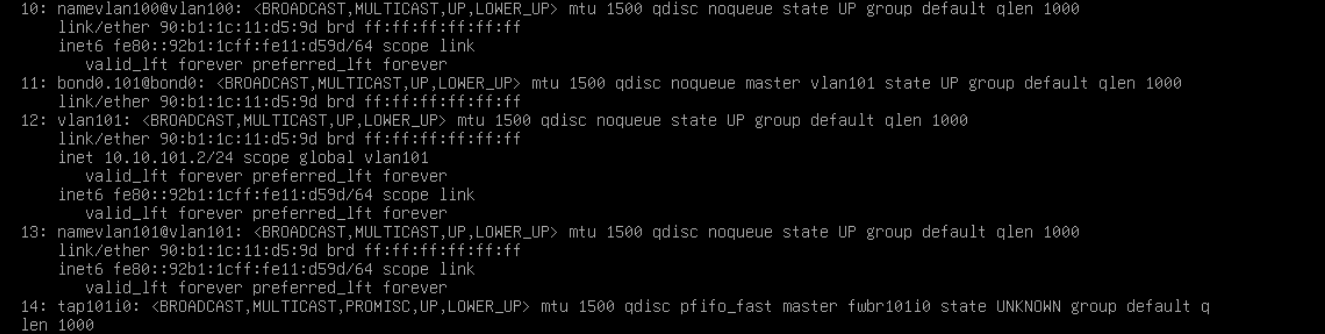 10: namevlan100@vlan100: <BROADCAST,MULTICAST,UP,LOWER_UP> mtu 1500 qdisc noqueue state UP group default qlen 1000
link/ether 90:b1:1c:11:d5:9d brd ff:ff:ff:ff:ff:ff
inet6 fe80::92b1:1cff:fe11:d59d/64 scope link
valid_lft forever preferred_lft forever
11: bond0.101@bond0: <BROADCAST,MULTICAST,UP,LOWER_UP> mtu 1500 qdisc noqueue master vlan101 state UP group default qlen 1000
link/ether 90:b1:1c:11:d5:9d brd ff:ff:ff:ff:ff:ff
12: vlan101: <BROADCAST,MULTICAST,UP,LOWER_UP> mtu 1500 qdisc noqueue state UP group default qlen 1000
link/ether 90:b1:1c:11:d5:9d brd ff:ff:ff:ff:ff:ff
inet 10.10.101.2/24 scope global vlan101
valid_lft forever preferred_lft forever
inet6 fe80::92b1:1cff:fe11:d59d/64 scope link
valid_lft forever preferred_lft forever
13: namevlan101@vlan101: <BROADCAST,MULTICAST,UP,LOWER_UP> mtu 1500 qdisc noqueue state UP group default qlen 1000
link/ether 90:b1:1c:11:d5:9d brd ff:ff:ff:ff:ff:ff
inet6 fe80::92b1:1cff:fe11:d59d/64 scope link
valid_lft forever preferred_lft forever
14: tap101i0: <BROADCAST,MULTICAST,PROMISC,UP,LOWER_UP> mtu 1500 qdisc pfifo_fast master fwbr101i0 state UNKNOWN group default q
len 1000